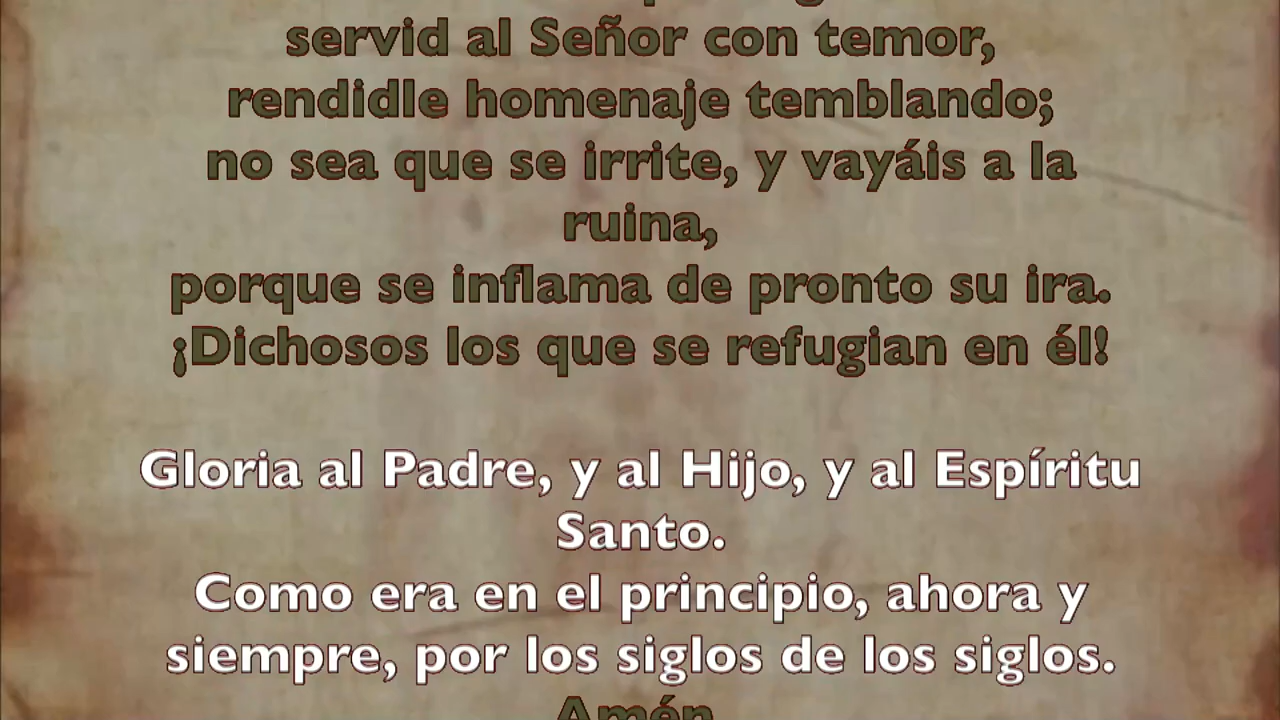 servid al Señor con temor,
rendidle homenaje temblando;
no sea que se irrite, y vayáis a la
ruina,
porque se inflama de pronto su ira.
¡Dichosos los que se refugian en él!
Gloria al Padre, y al Hijo, y al Espíritu
Santo.
Como era en el principio, ahora y
siempre, por los siglos de los siglos.
Amén